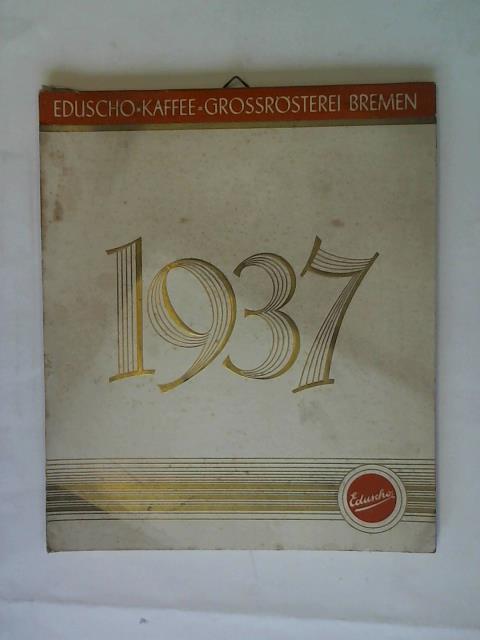 EDUSCHO-KAFFEE-GROSSRÖSTEREI BREMEN
1937
Eduscho